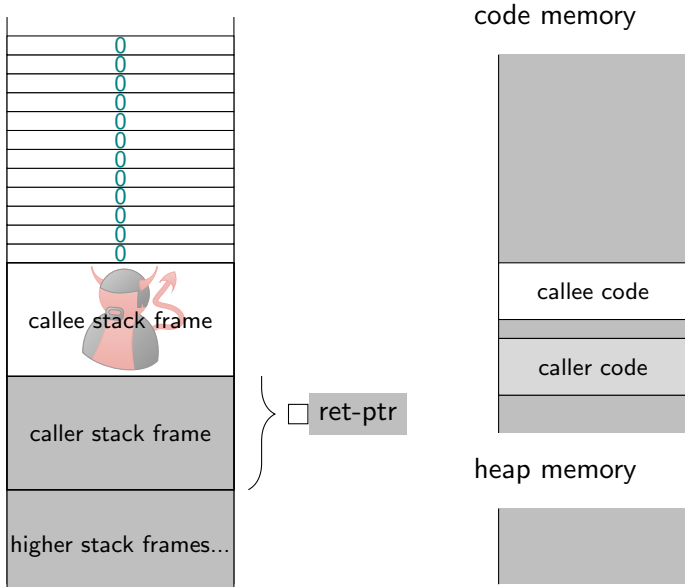 code memory
0
0
0
0
0
0
0
0
0
0
0
0
callee stack frame
callee code
caller code
ret-ptr
caller stack frame
heap memory
higher stack frames...